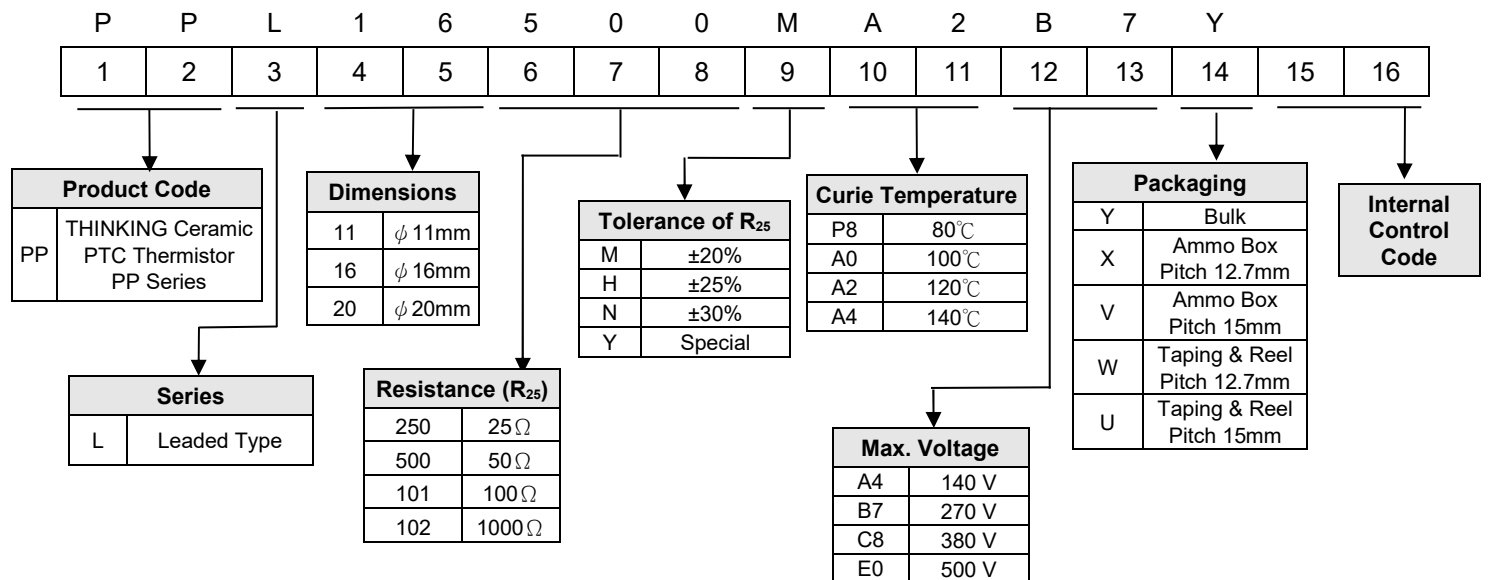 P P L 1 6 5 0 0 M A 2 B 7 Y
1 2 3 4 5 6 7 8 9 10 11 12 13 14 15 16
Product Code
PP THINKING Ceramic
PTC Thermistor
PP Series
Series
L Leaded Type
Dimensions
11 ϕ 11mm
16 ϕ 16mm
20 ϕ 20mm
Resistance (R25)
250 25Ω
500 50Ω
101 100Ω
102 1000Ω
Tolerance of R25
M ±20%
H ±25%
N ±30%
Y Special
Curie Temperature
P8 80℃
A0 100℃
A2 120℃
A4 140℃
Max. Voltage
A4 140 V
B7 270 V
C8 380 V
E0 500 V
Packaging
Y Bulk
X Ammo Box
Pitch 12.7mm
V Ammo Box
Pitch 15mm
W Taping & Reel
Pitch 12.7mm
U Taping & Reel
Pitch 15mm
Internal
Control
Code